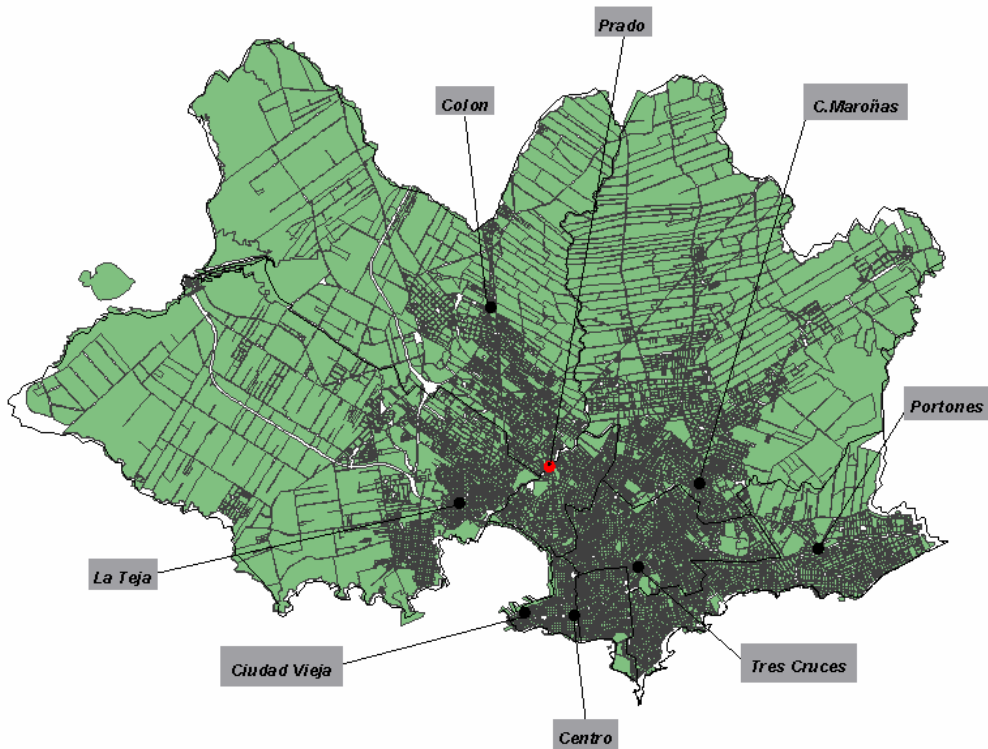 Prado
Colon
C.Maroñas
Portones
La Teja
Ciudad Vieja
Tres Cruces
Centro